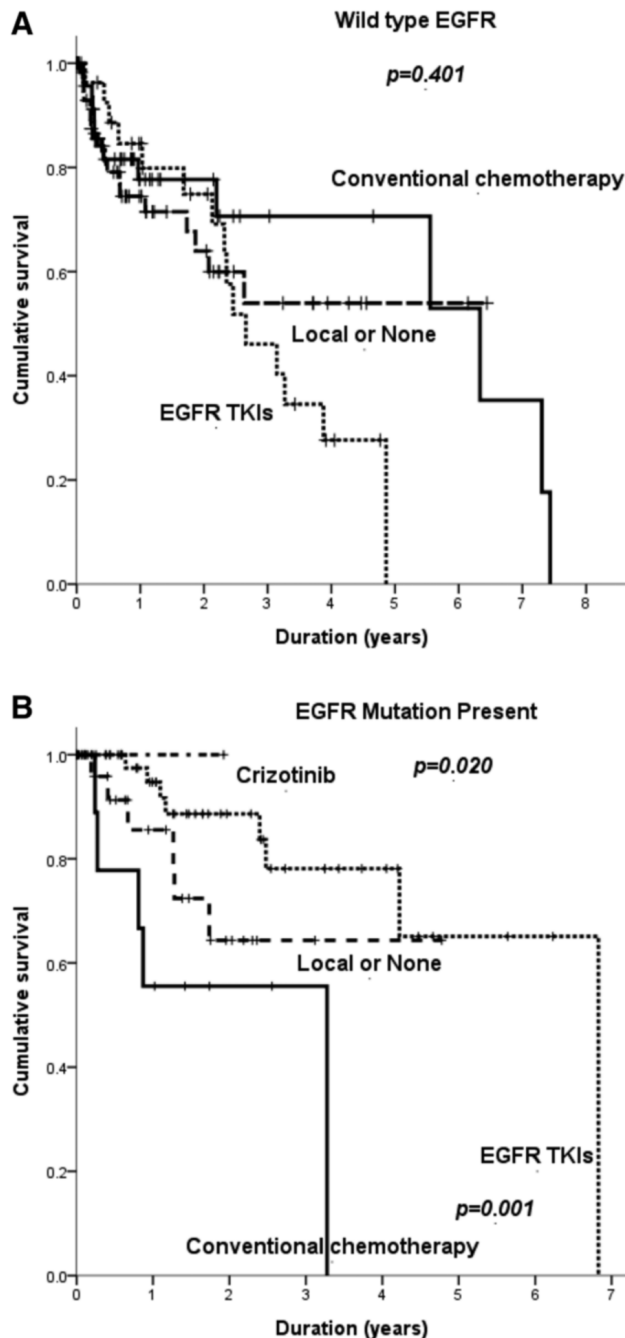 A
Wild type EGFR
p=0.401
1.0
0.8
0.6
0.4
0.2
0.0
Cumulative survival
Conventional chemotherapy
Local or None
EGFR TKIs
0 1 2 3 4 5 6 7 8
Duration (years)
B
EGFR Mutation Present
p=0.020
1.0
0.8
0.6
0.4
0.2
0.0
Cumulative survival
Crizotinib
Local or None
EGFR TKIs
p=0.001
Conventional chemotherapy
0 1 2 3 4 5 6 7
Duration (years)